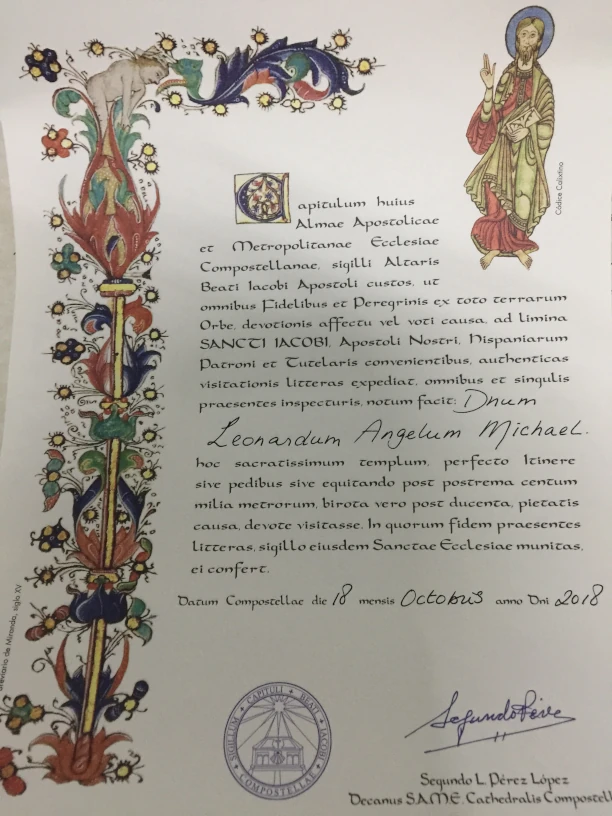 Códice Calixtino
Capitulum huius
Almae Apostolicae
et Metropolitanae Ecclesiae
Compostellanae, sigilli Altaris
Beati Iacobi Apostoli custos, ut
omnibus Fidelibus et Peregrinis ex toto terrarum
Orbe, devotionis affectu vel voti causa, ad limina
SANCTI IACOBI, Apostoli Nostri, Hispaniarum
Patroni et Tutelaris convenientibus, authenticas
visitationis litteras expediat, omnibus et singulis
praesentes inspecturis, notum facit: Dnum
Leonardum Angelum Michael.
hoc sacratissimum templum, perfecto Itinere
sive pedibus sive equitando post postrema centum
milia metrorum, birota vero post ducenta, pietatis
causa, devote visitasse. In quorum fidem praesentes
litteras, sigillo eiusdem Sanctae Ecclesiae munitas,
ei confert.
Datum Compostellae die 18 mensis Octobris anno Dni 2018
Breviario de Miranda, siglo XV
SIGILLUM CAPITULI BEATI IACOBI COMPOSTELLAE
Segundo Pérez
Segundo L. Pérez López
Decanus S.A.M.E. Cathedralis Compostell